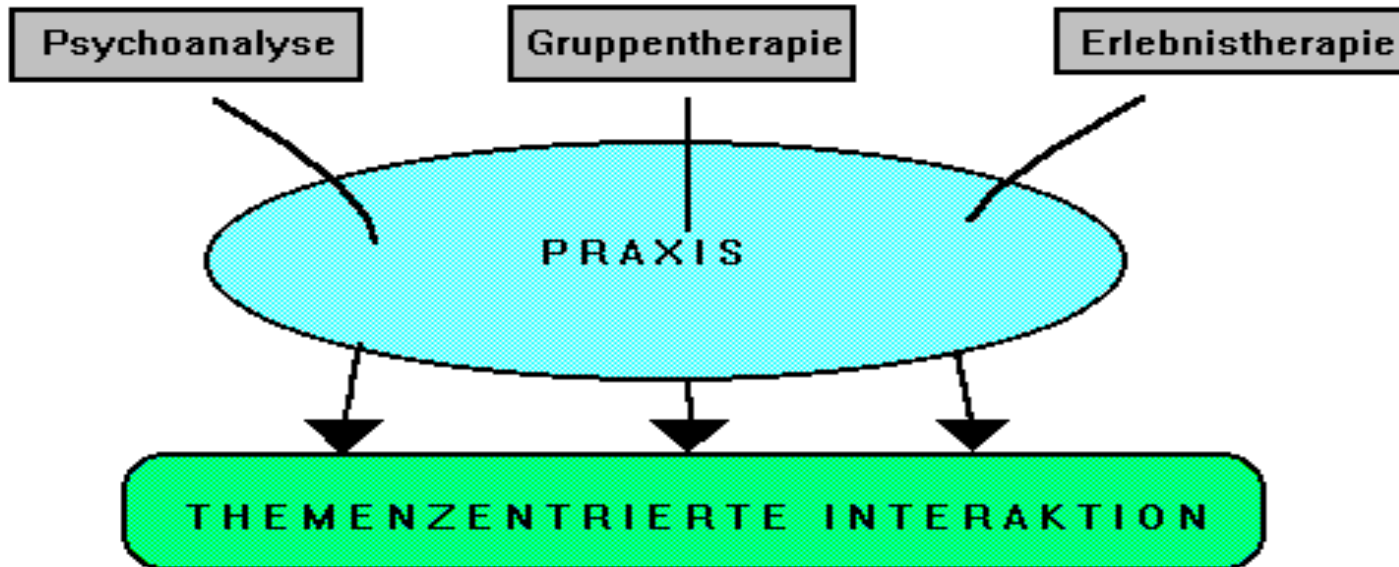 Psychoanalyse
Gruppentherapie
Erlebnistherapie
PRAXIS
THEMENZENTRIERTE INTERAKTION